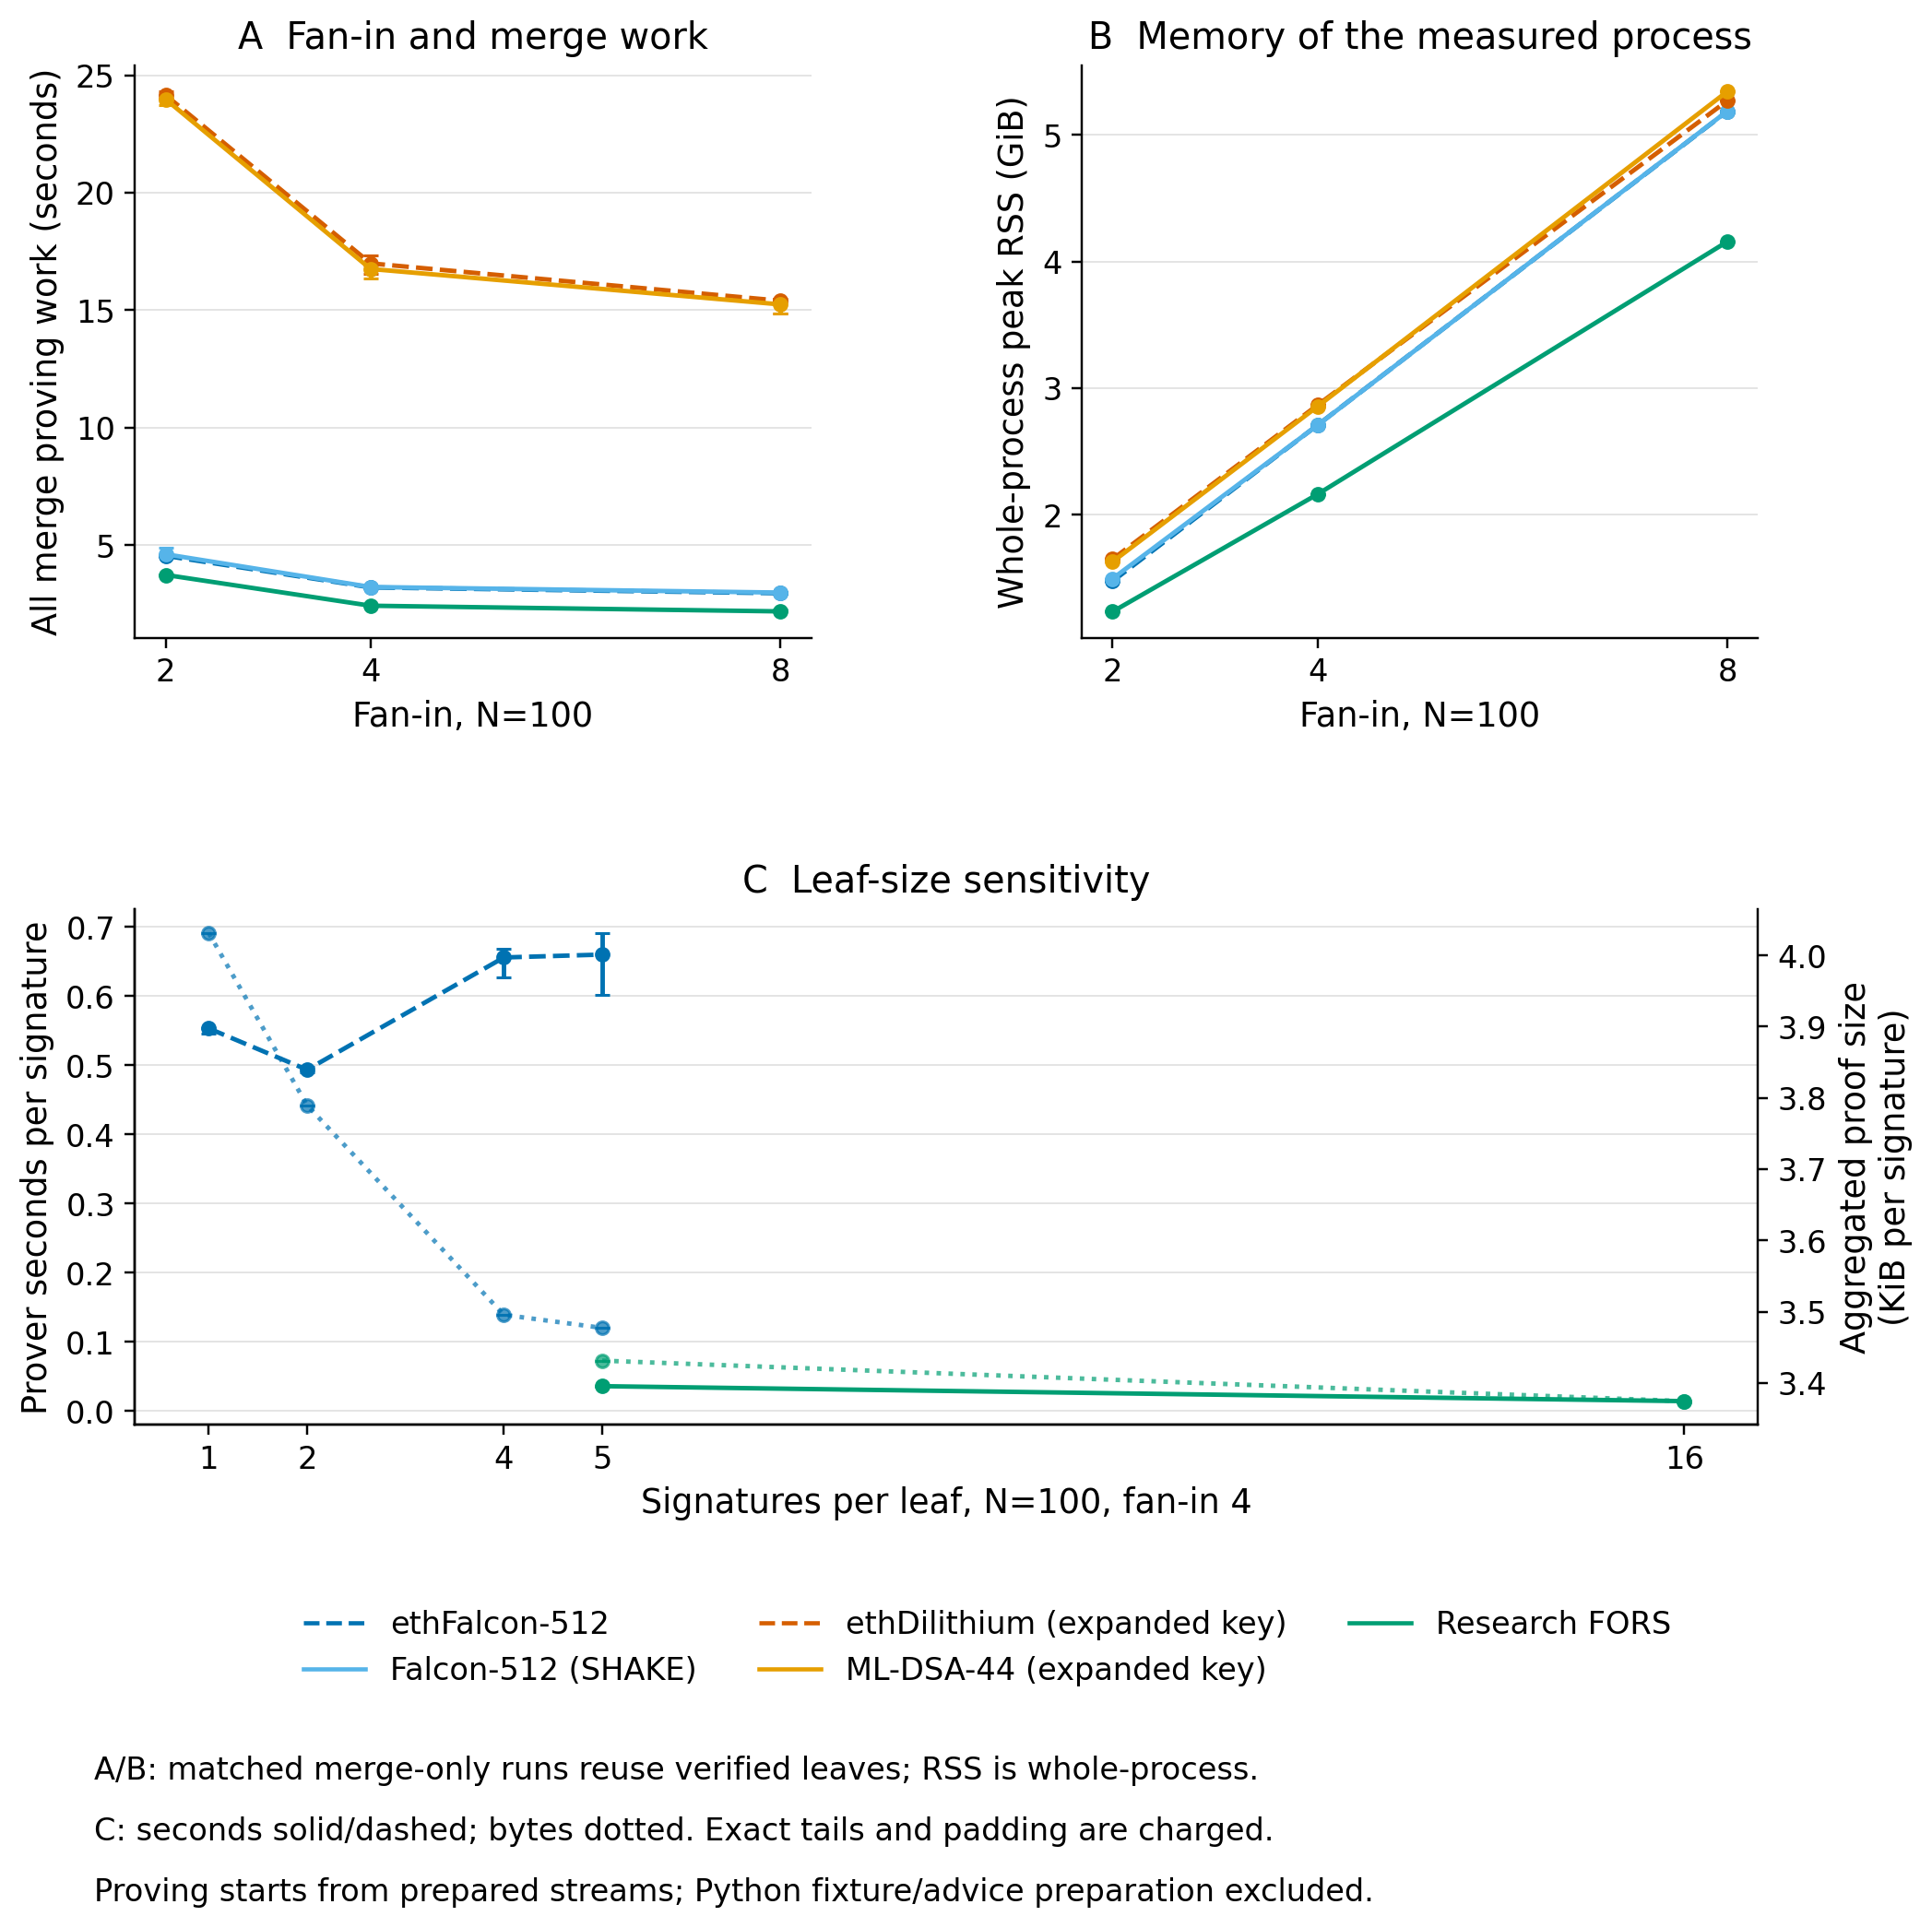 A  Fan-in and merge work
All merge proving work (seconds)
25
20
15
10
5
2
4
8
Fan-in, N=100
B  Memory of the measured process
Whole-process peak RSS (GiB)
5
4
3
2
2
4
8
Fan-in, N=100
C  Leaf-size sensitivity
Prover seconds per signature
0.7
0.6
0.5
0.4
0.3
0.2
0.1
0.0
4.0
3.9
3.8
3.7
3.6
3.5
3.4
Aggregated proof size
(KiB per signature)
1
2
4
5
16
Signatures per leaf, N=100, fan-in 4
ethFalcon-512
Falcon-512 (SHAKE)
ethDilithium (expanded key)
ML-DSA-44 (expanded key)
Research FORS
A/B: matched merge-only runs reuse verified leaves; RSS is whole-process.
C: seconds solid/dashed; bytes dotted. Exact tails and padding are charged.
Proving starts from prepared streams; Python fixture/advice preparation excluded.